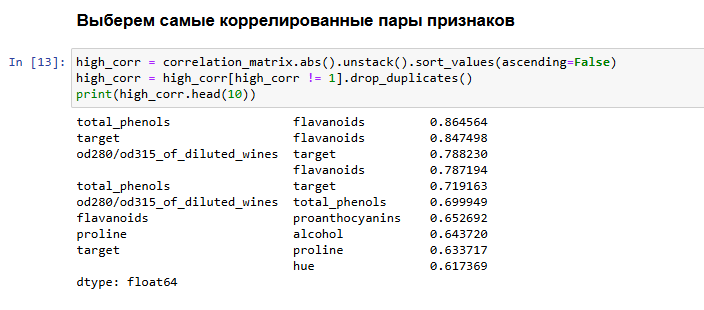 Выберем самые коррелированные пары признаков
In [13]: high_corr = correlation_matrix.abs().unstack().sort_values(ascending=False)
high_corr = high_corr[high_corr != 1].drop_duplicates()
print(high_corr.head(10))
total_phenols                 flavanoids         0.864564
target                        flavanoids         0.847498
od280/od315_of_diluted_wines  target             0.788230
                              flavanoids         0.787194
total_phenols                 target             0.719163
od280/od315_of_diluted_wines  total_phenols      0.699949
flavanoids                    proanthocyanins    0.652692
proline                       alcohol            0.643720
target                        proline            0.633717
                              hue                0.617369
dtype: float64